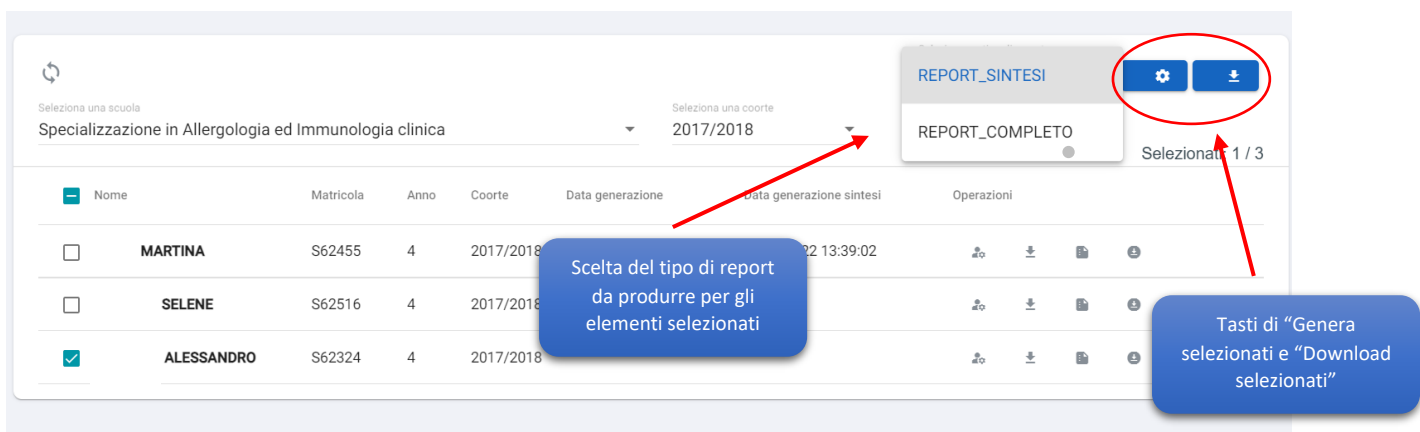 REPORT_SINTESI
Seleziona una scuola
Specializzazione in Allergologia ed Immunologia clinica
Seleziona una coorte
2017/2018
REPORT_COMPLETO
Selezionati: 1 / 3
Nome Matricola Anno Coorte Data generazione Data generazione sintesi Operazioni
MARTINA S62455 4 2017/2018 22 13:39:02
SELENE S62516 4 2017/2018
ALESSANDRO S62324 4 2017/2018
Scelta del tipo di report
da produrre per gli
elementi selezionati
Tasti di “Genera
selezionati e “Download
selezionati”